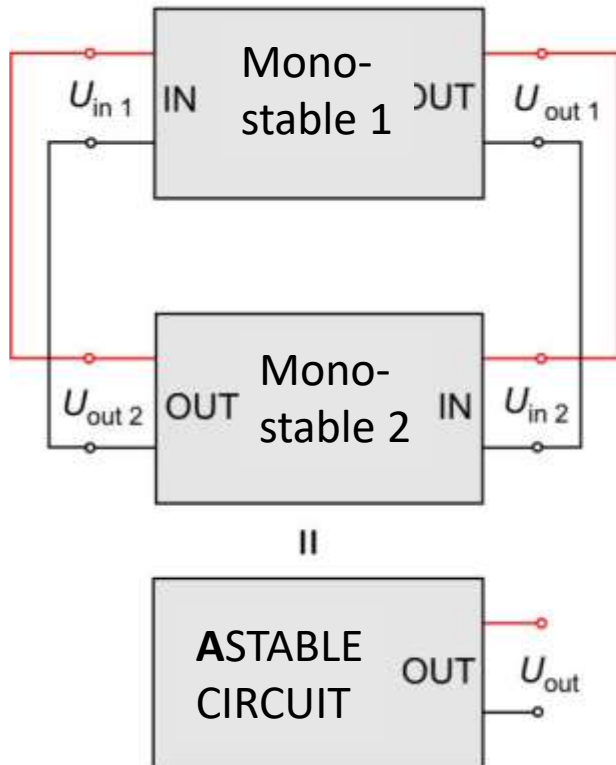 Mono-
stable 1
U in 1
IN
OUT
U out 1
Mono-
stable 2
U out 2
OUT
IN
U in 2
=
ASTABLE
CIRCUIT
OUT
U out